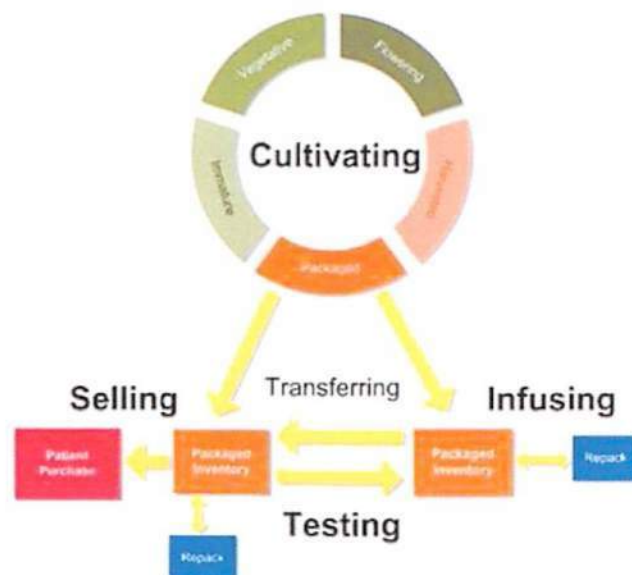 Vegetative
Flowering
Cultivating
Immature
Harvested
Packaged
Selling
Transferring
Infusing
Patient
Purchase
Packaged
Inventory
Packaged
Inventory
Repack
Testing
Repack